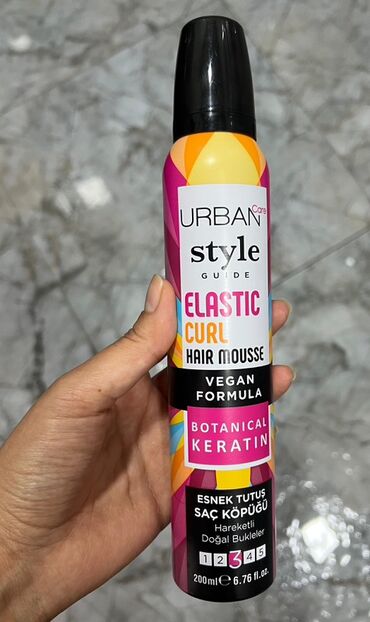 URBAN Care
style
GUIDE
ELASTIC
CURL
HAIR MOUSSE
VEGAN
FORMULA
BOTANICAL
KERATIN
ESNEK TUTUŞ
SAÇ KÖPÜĞÜ
Hareketli
Doğal Bukleler
1 2 3 4 5
200ml ℮ 6.76 fl.oz.